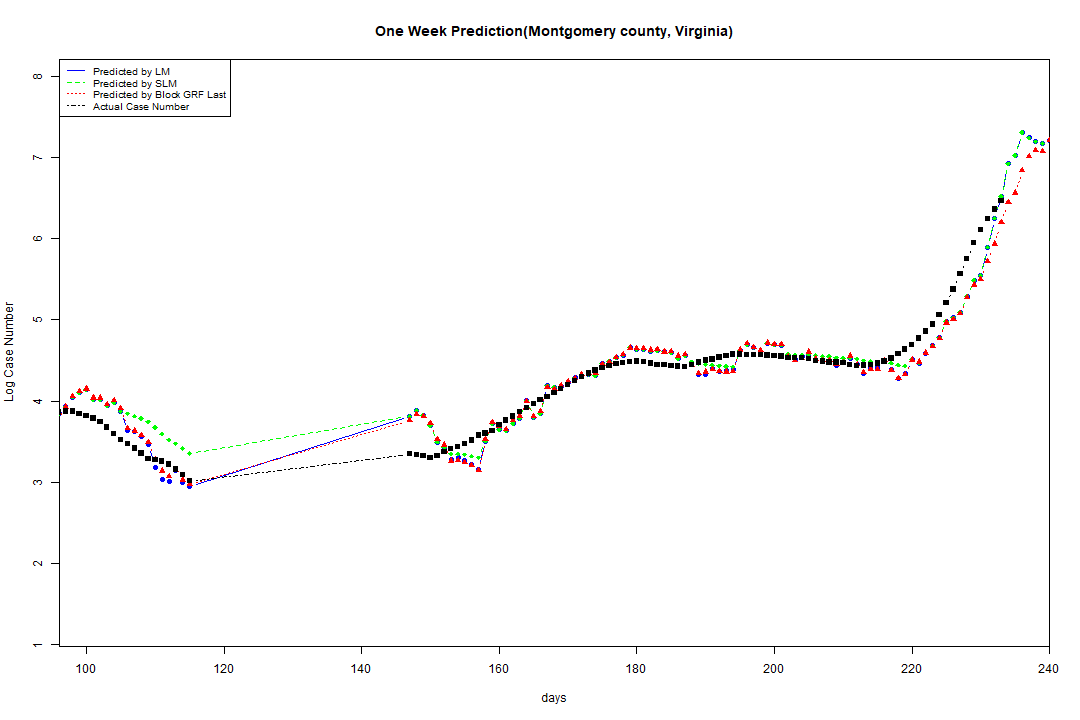 One Week Prediction(Montgomery county, Virginia)
Predicted by LM
Predicted by SLM
Predicted by Block GRF Last
Actual Case Number
8
7
6
5
4
3
2
1
Log Case Number
100 120 140 160 180 200 220 240
days